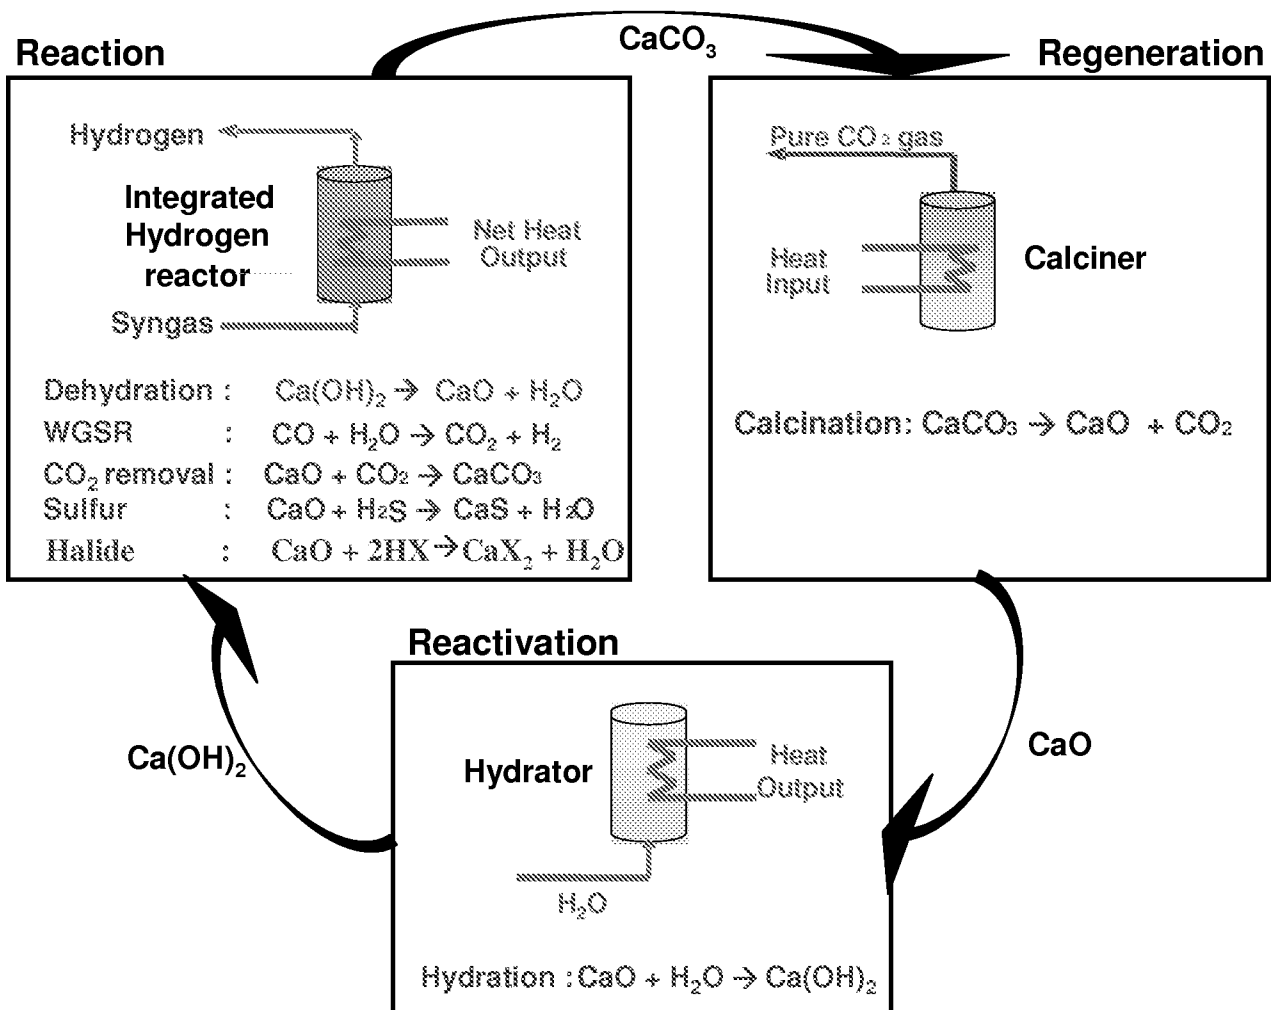 CaCO3
Reaction
Regeneration
Hydrogen
Integrated
Hydrogen
reactor
Net Heat
Output
Syngas
Dehydration : Ca(OH)2 → CaO + H2O
WGSR : CO + H2O → CO2 + H2
CO2 removal : CaO + CO2 → CaCO3
Sulfur : CaO + H2S → CaS + H2O
Halide : CaO + 2HX → CaX2 + H2O
Pure CO2 gas
Heat
Input
Calciner
Calcination: CaCO3 → CaO + CO2
Reactivation
Ca(OH)2
CaO
Hydrator
Heat
Output
H2O
Hydration : CaO + H2O → Ca(OH)2